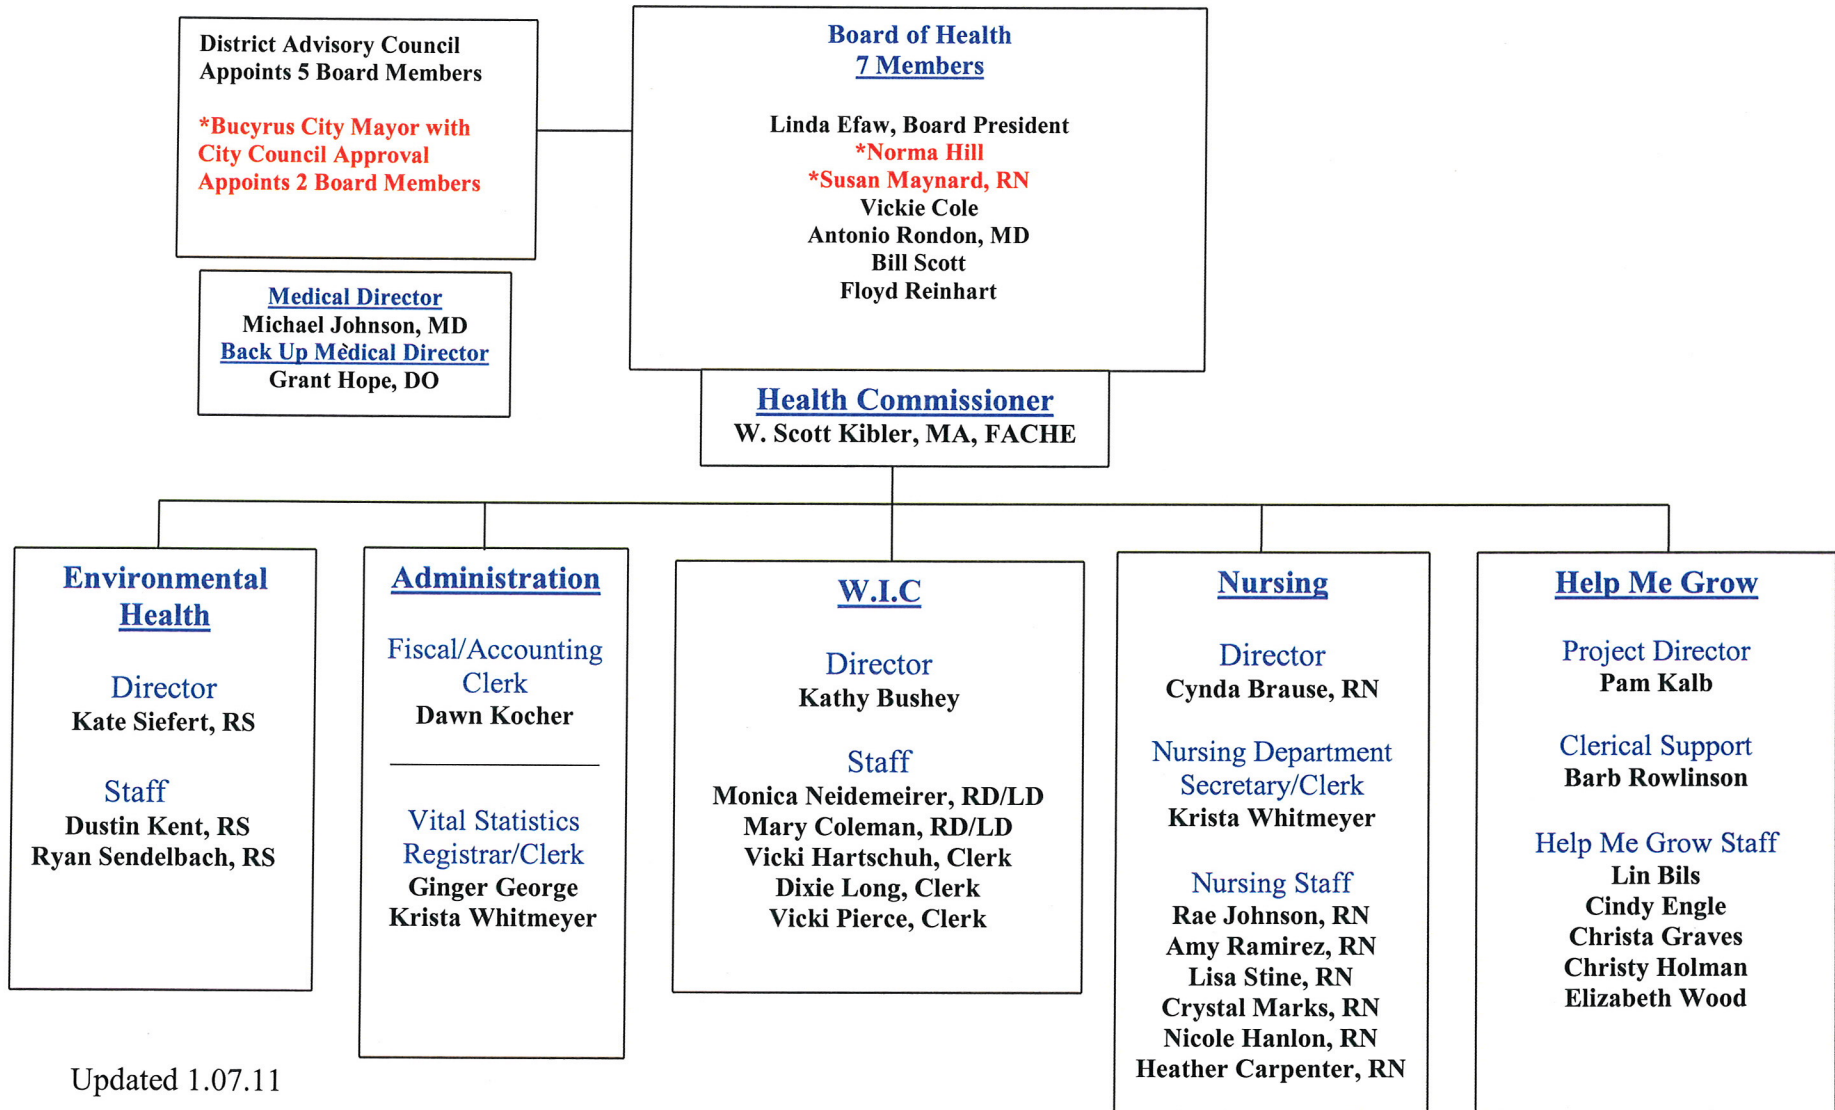 District Advisory Council
Appoints 5 Board Members
*Bucyrus City Mayor with
City Council Approval
Appoints 2 Board Members
Board of Health
7 Members
Linda Efaw, Board President
*Norma Hill
*Susan Maynard, RN
Vickie Cole
Antonio Rondon, MD
Bill Scott
Floyd Reinhart
Medical Director
Michael Johnson, MD
Back Up Medical Director
Grant Hope, DO
Health Commissioner
W. Scott Kibler, MA, FACHE
Environmental
Health
Director
Kate Siefert, RS
Staff
Dustin Kent, RS
Ryan Sendelbach, RS
Administration
Fiscal/Accounting
Clerk
Dawn Kocher
Vital Statistics
Registrar/Clerk
Ginger George
Krista Whitmeyer
W.I.C
Director
Kathy Bushey
Staff
Monica Neidemeirer, RD/LD
Mary Coleman, RD/LD
Vicki Hartschuh, Clerk
Dixie Long, Clerk
Vicki Pierce, Clerk
Nursing
Director
Cynda Brause, RN
Nursing Department
Secretary/Clerk
Krista Whitmeyer
Nursing Staff
Rae Johnson, RN
Amy Ramirez, RN
Lisa Stine, RN
Crystal Marks, RN
Nicole Hanlon, RN
Heather Carpenter, RN
Help Me Grow
Project Director
Pam Kalb
Clerical Support
Barb Rowlinson
Help Me Grow Staff
Lin Bils
Cindy Engle
Christa Graves
Christy Holman
Elizabeth Wood
Updated 1.07.11